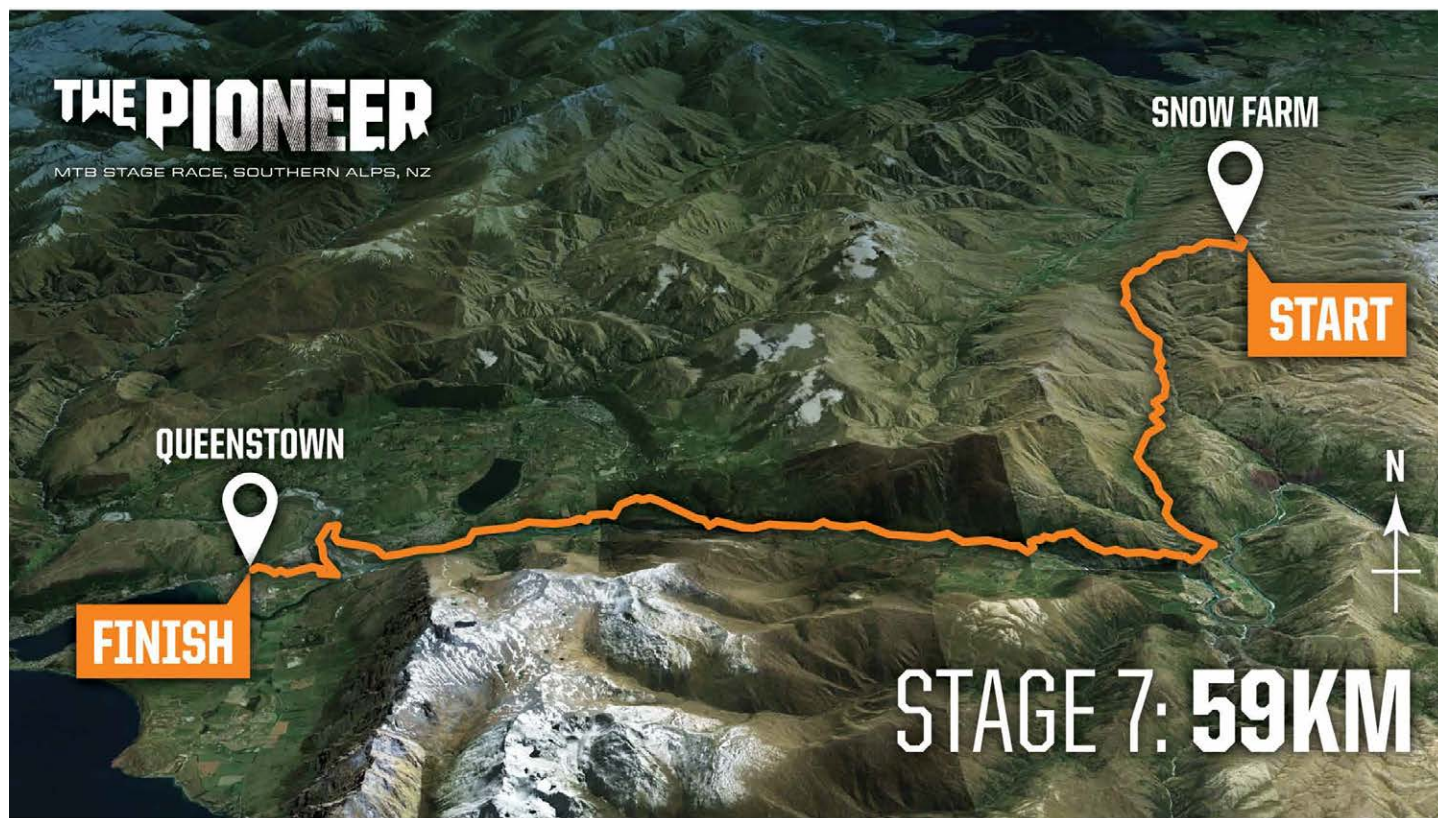 THE PIONEER
MTB STAGE RACE, SOUTHERN ALPS, NZ
SNOW FARM
START
QUEENSTOWN
N
FINISH
STAGE 7: 59KM